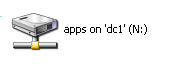 apps on 'dc1' (N:)